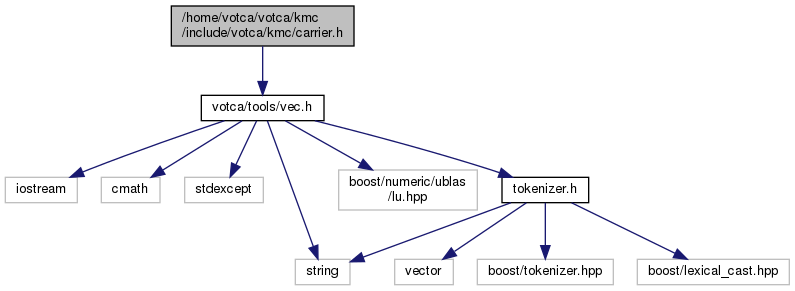 /home/votca/votca/kmc
/include/votca/kmc/carrier.h
votca/tools/vec.h
iostream
cmath
stdexcept
boost/numeric/ublas
/lu.hpp
tokenizer.h
string
vector
boost/tokenizer.hpp
boost/lexical_cast.hpp